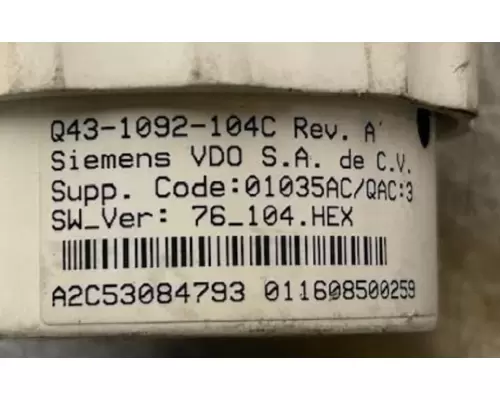 Q43-1092-104C Rev. A
Siemens VDO S.A. de C.V.
Supp. Code:01035AC/QAC:3
SW_Ver: 76_104.HEX
A2C53084793 011608500259